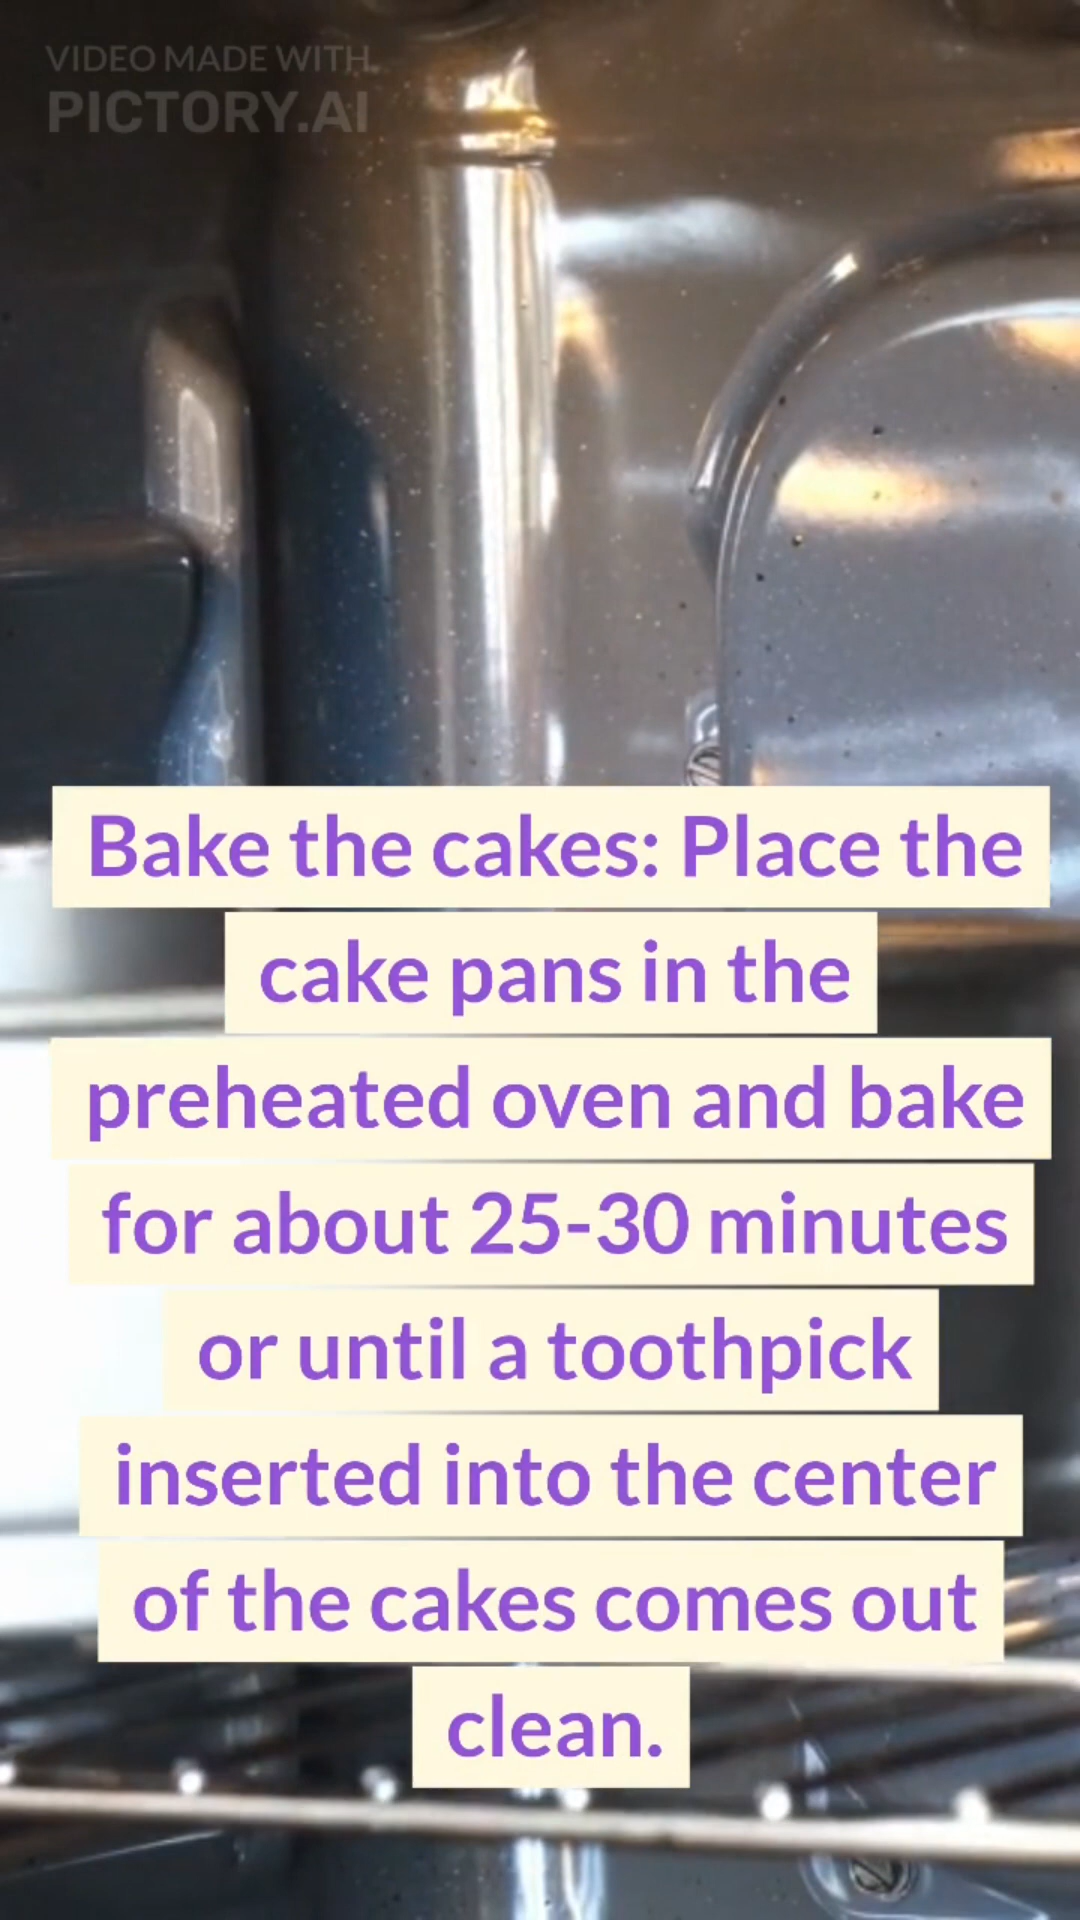 VIDEO MADE WITH
PICTORY.AI
Bake the cakes: Place the
cake pans in the
preheated oven and bake
for about 25-30 minutes
or until a toothpick
inserted into the center
of the cakes comes out
clean.